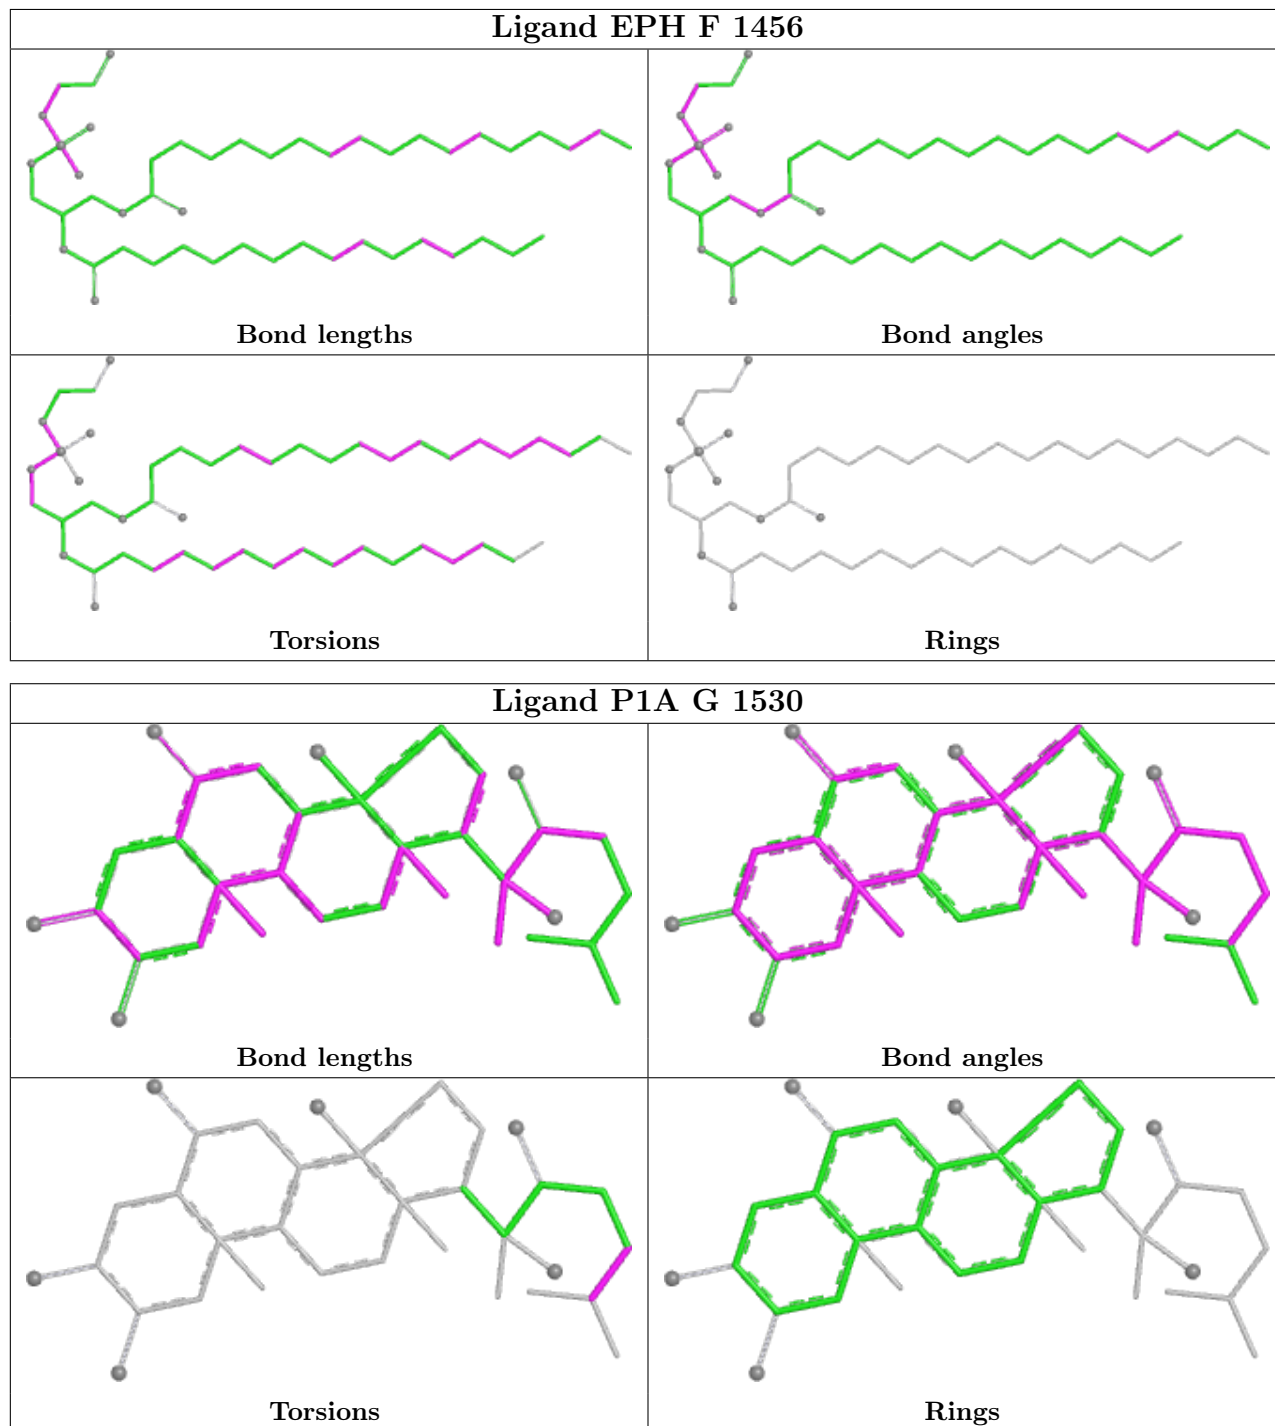 Ligand EPH F 1456
Bond lengths
Bond angles
Torsions
Rings
Ligand P1A G 1530
Bond lengths
Bond angles
Torsions
Rings